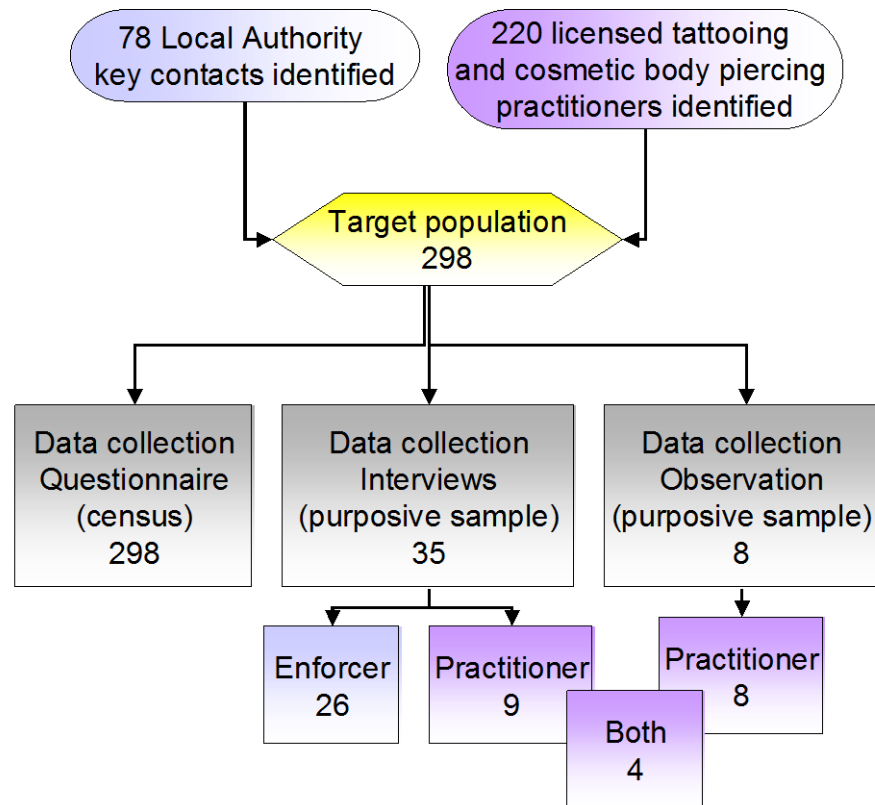 78 Local Authority
key contacts identified
220 licensed tattooing
and cosmetic body piercing
practitioners identified
Target population
298
Data collection
Questionnaire
(census)
298
Data collection
Interviews
(purposive sample)
35
Data collection
Observation
(purposive sample)
8
Enforcer
26
Practitioner
9
Practitioner
8
Both
4